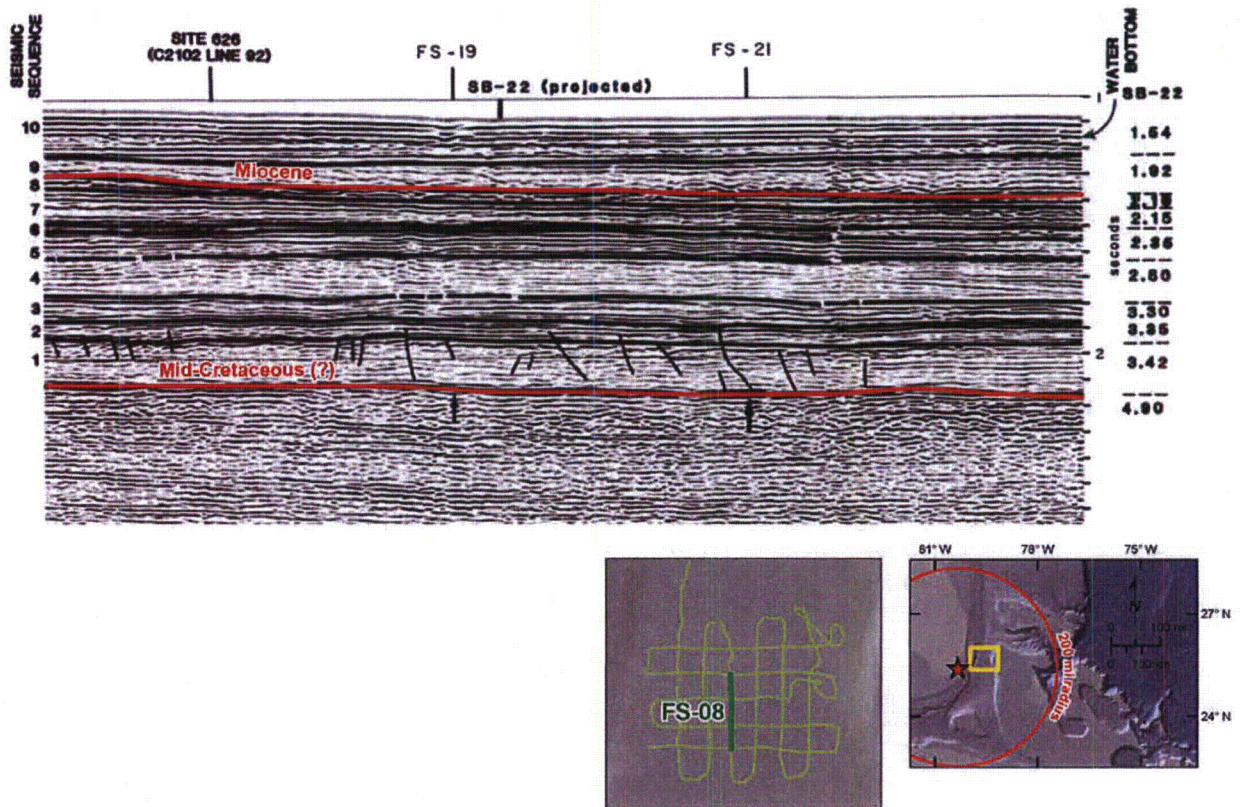 SEISMIC
SEQUENCE
SITE 626
(C2102 LINE 92)
FS-19
FS-21
SB-22 (projected)
WATER
BOTTOM
SB-22
10
9
8
7
6
5
4
3
2
1
Miocene
Mid-Cretaceous (?)
1
seconds
2
1.54
1.92
2.15
2.50
3.30
3.35
3.42
4.90
FS-08
81° W
78° W
75° W
27° N
24° N
N
200 mi radius
0